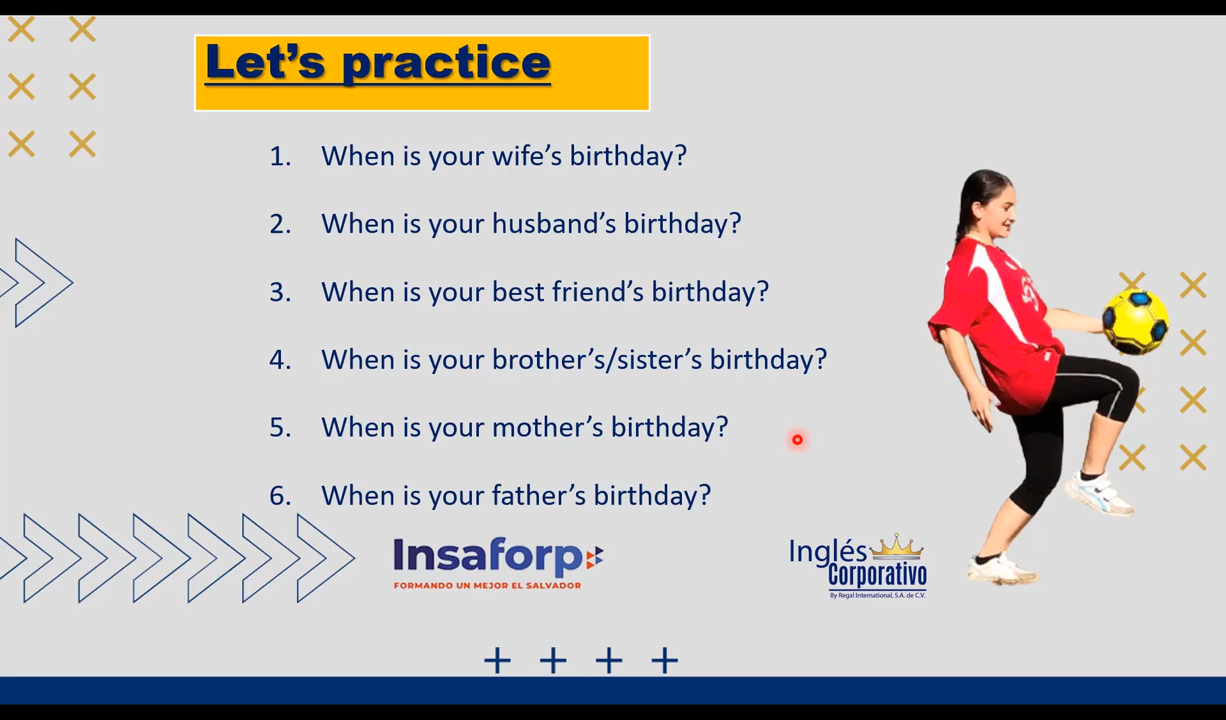 Let's practice
1. When is your wife's birthday?
2. When is your husband's birthday?
3. When is your best friend's birthday?
4. When is your brother's/sister's birthday?
5. When is your mother's birthday?
6. When is your father's birthday?
Insaforp
FORMANDO UN MEJOR EL SALVADOR
Inglés
Corporativo
By Regal International, S.A. de C.V.